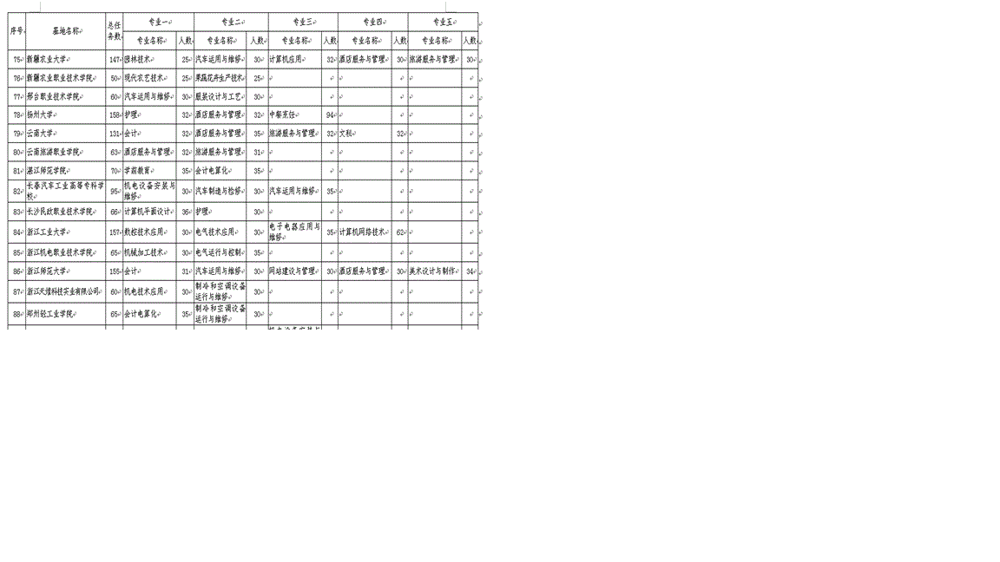 序号 基地名称 总任务数 专业一 专业二 专业三 专业四 专业五
专业名称 人数 专业名称 人数 专业名称 人数 专业名称 人数 专业名称 人数
75 新疆农业大学 147 园林技术 25 汽车运用与维修 30 计算机应用 32 酒店服务与管理 30 旅游服务与管理 30
76 新疆农业职业技术学院 50 现代农艺技术 25 果蔬花卉生产技术 25
77 邢台职业技术学院 60 汽车运用与维修 30 服装设计与工艺 30
78 扬州大学 158 护理 32 酒店服务与管理 32 中餐烹饪 94
79 云南大学 131 会计 32 酒店服务与管理 35 旅游服务与管理 32 文秘 32
80 云南旅游职业学院 63 酒店服务与管理 32 旅游服务与管理 31
81 湛江师范学院 70 学前教育 35 会计电算化 35
82 长春汽车工业高等专科学校 95 机电设备安装与维修 30 汽车制造与检修 30 汽车运用与维修 35
83 长沙民政职业技术学院 66 计算机平面设计 36 护理 30
84 浙江工业大学 157 数控技术应用 30 电气技术应用 30 电子电器应用与维修 35 计算机网络技术 62
85 浙江机电职业技术学院 65 机械加工技术 30 电气运行与控制 35
86 浙江师范大学 155 会计 31 汽车运用与维修 30 网站建设与管理 30 酒店服务与管理 30 美术设计与制作 34
87 浙江天煌科技实业有限公司 60 机电技术应用 30 制冷和空调设备运行与维修 30
88 郑州轻工业学院 65 会计电算化 35 制冷和空调设备运行与维修 30